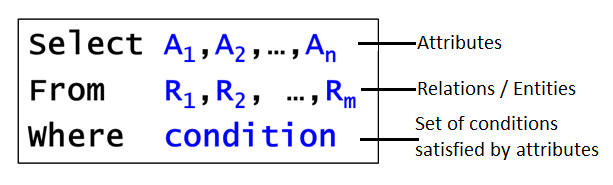 Select A₁,A₂,…,Aₙ Attributes
From R₁,R₂, …,Rₘ Relations / Entities
Where condition Set of conditions
satisfied by attributes